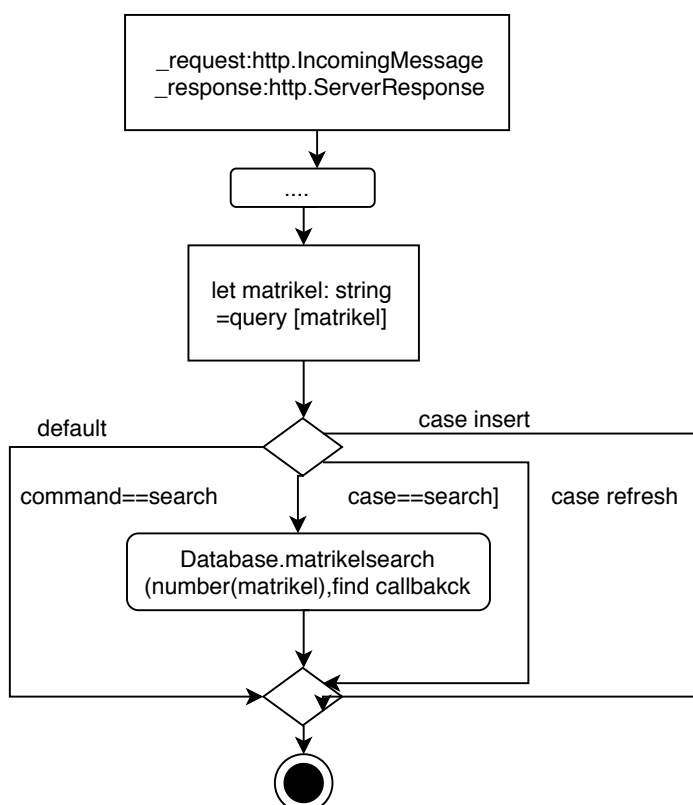 _request:http.IncomingMessage
_response:http.ServerResponse
....
let matrikel: string
=query [matrikel]
default
case insert
command==search
case==search]
case refresh
Database.matrikelsearch
(number(matrikel),find callbakck